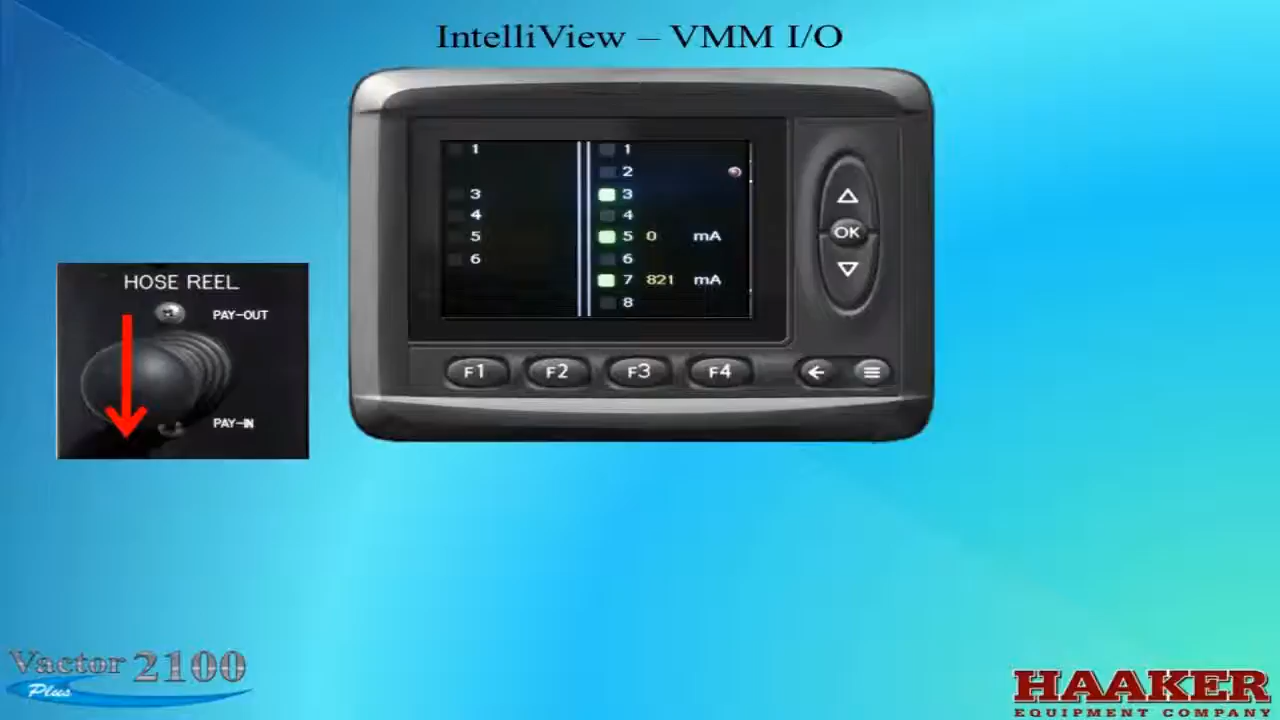 IntelliView – VMM I/O
HOSE REEL
PAY-OUT
PAY-IN
1
3
4
5
6
1
2
3
4
5 0 mA
6
7 821 mA
8
OK
F1 F2 F3 F4
Vactor 2100
Plus
HAAKER
EQUIPMENT COMPANY